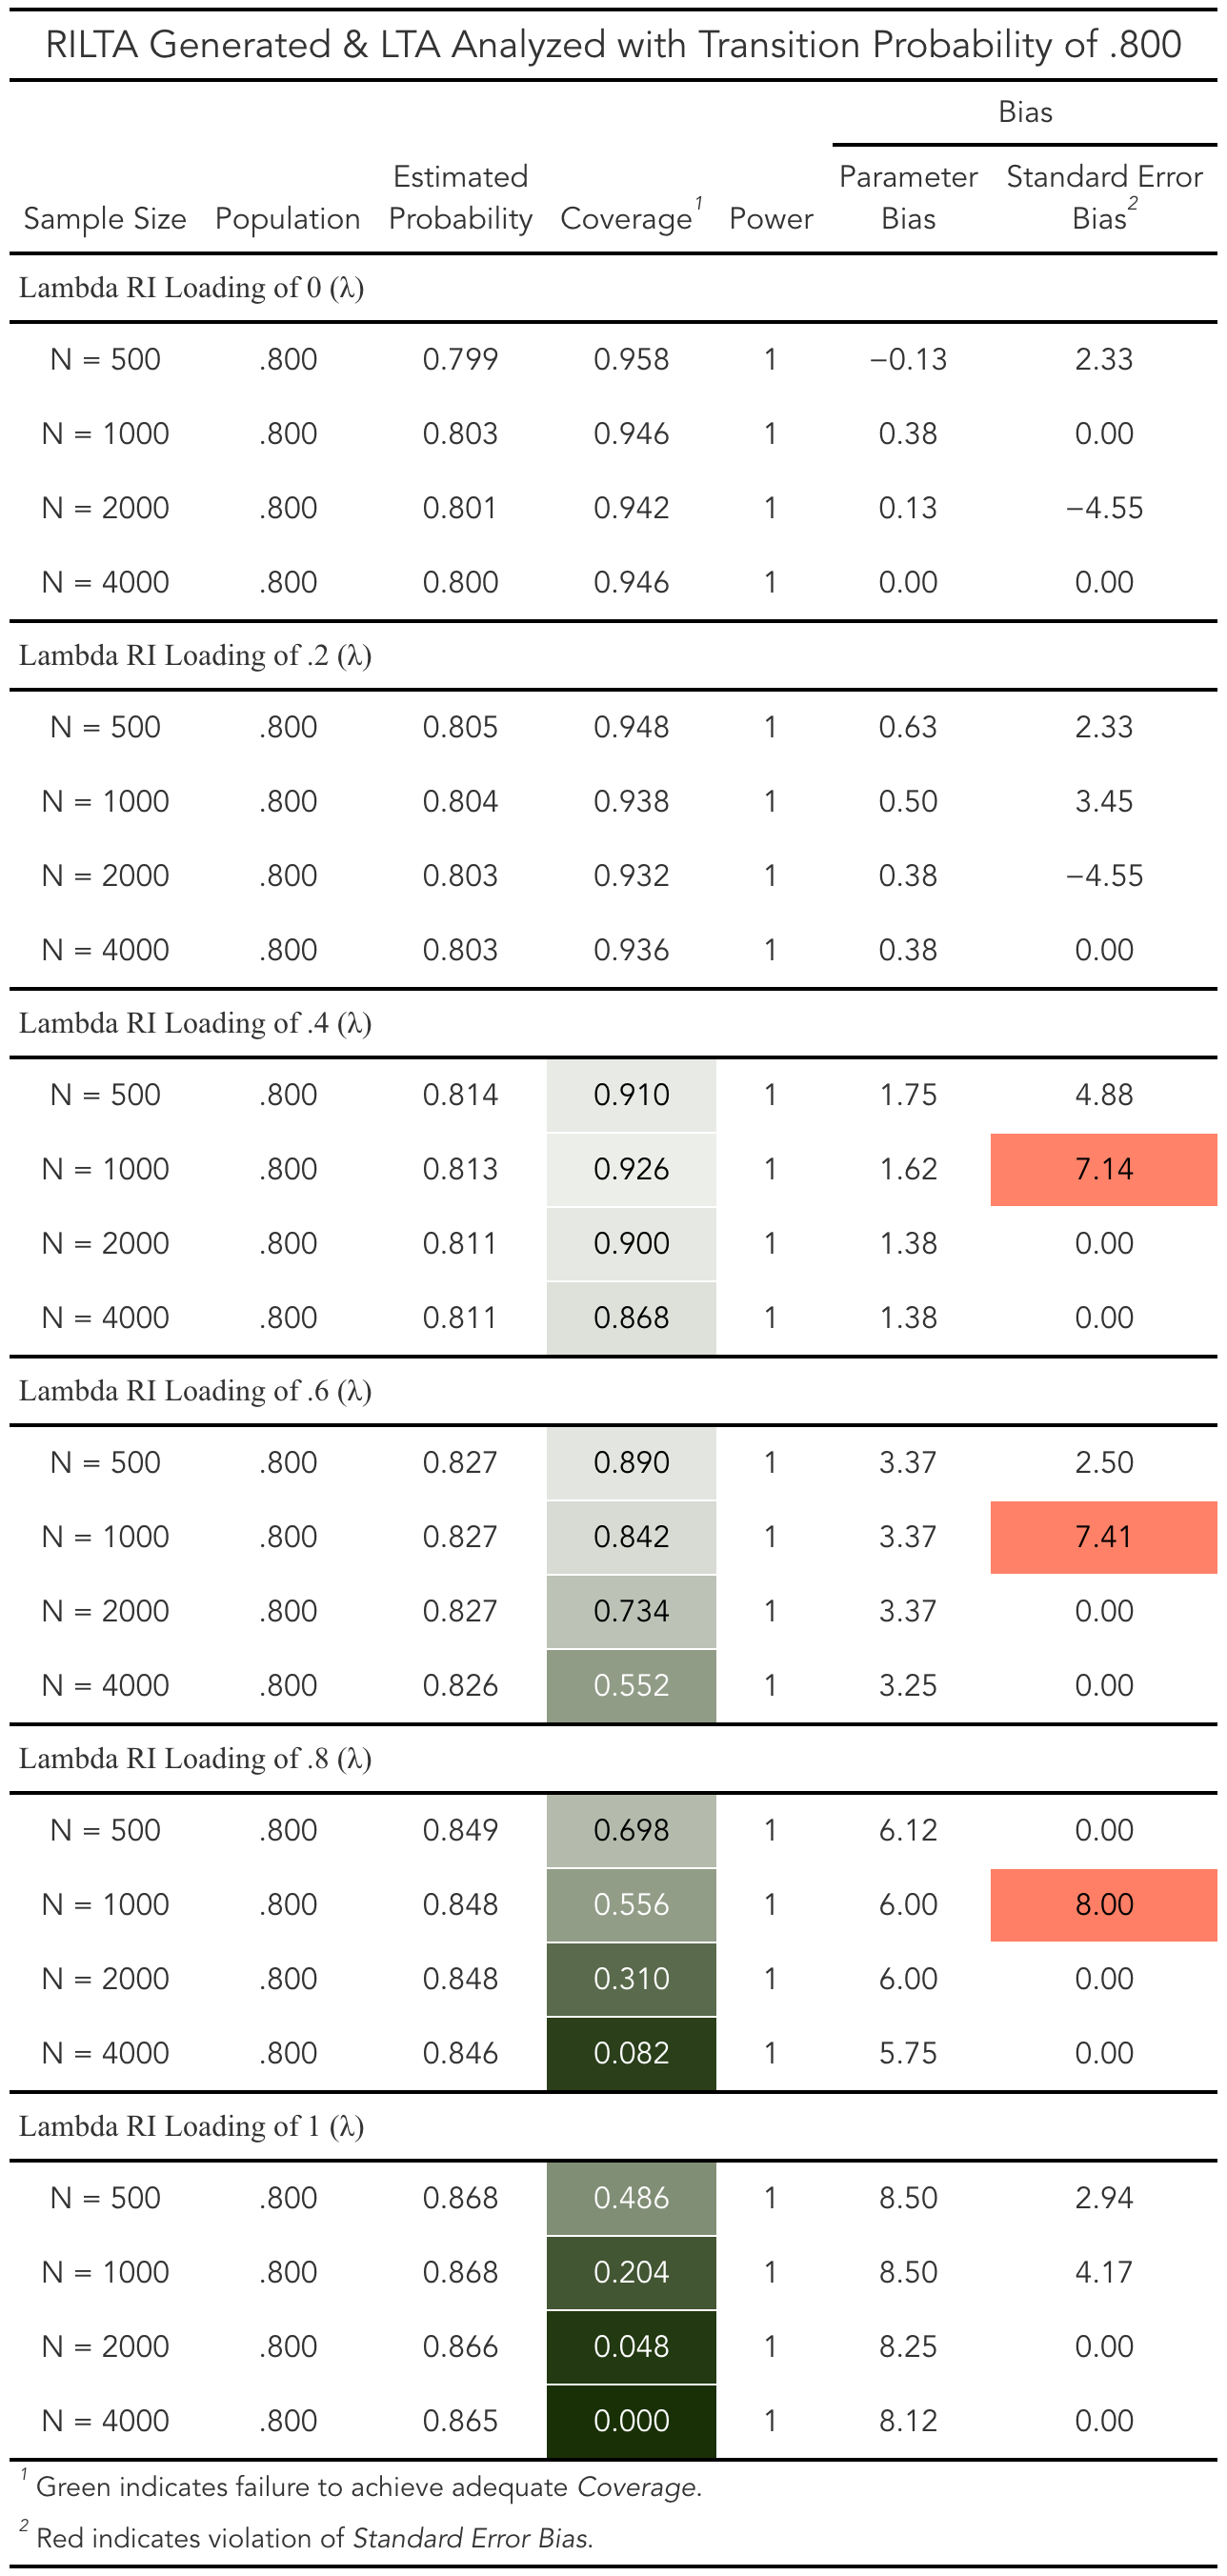 RILTA Generated & LTA Analyzed with Transition Probability of .800
Bias
Sample Size Population Estimated Probability Coverage1 Power Parameter Bias Standard Error Bias2
Lambda RI Loading of 0 (λ)
N = 500 .800 0.799 0.958 1 −0.13 2.33
N = 1000 .800 0.803 0.946 1 0.38 0.00
N = 2000 .800 0.801 0.942 1 0.13 −4.55
N = 4000 .800 0.800 0.946 1 0.00 0.00
Lambda RI Loading of .2 (λ)
N = 500 .800 0.805 0.948 1 0.63 2.33
N = 1000 .800 0.804 0.938 1 0.50 3.45
N = 2000 .800 0.803 0.932 1 0.38 −4.55
N = 4000 .800 0.803 0.936 1 0.38 0.00
Lambda RI Loading of .4 (λ)
N = 500 .800 0.814 0.910 1 1.75 4.88
N = 1000 .800 0.813 0.926 1 1.62 7.14
N = 2000 .800 0.811 0.900 1 1.38 0.00
N = 4000 .800 0.811 0.868 1 1.38 0.00
Lambda RI Loading of .6 (λ)
N = 500 .800 0.827 0.890 1 3.37 2.50
N = 1000 .800 0.827 0.842 1 3.37 7.41
N = 2000 .800 0.827 0.734 1 3.37 0.00
N = 4000 .800 0.826 0.552 1 3.25 0.00
Lambda RI Loading of .8 (λ)
N = 500 .800 0.849 0.698 1 6.12 0.00
N = 1000 .800 0.848 0.556 1 6.00 8.00
N = 2000 .800 0.848 0.310 1 6.00 0.00
N = 4000 .800 0.846 0.082 1 5.75 0.00
Lambda RI Loading of 1 (λ)
N = 500 .800 0.868 0.486 1 8.50 2.94
N = 1000 .800 0.868 0.204 1 8.50 4.17
N = 2000 .800 0.866 0.048 1 8.25 0.00
N = 4000 .800 0.865 0.000 1 8.12 0.00
1 Green indicates failure to achieve adequate Coverage.
2 Red indicates violation of Standard Error Bias.